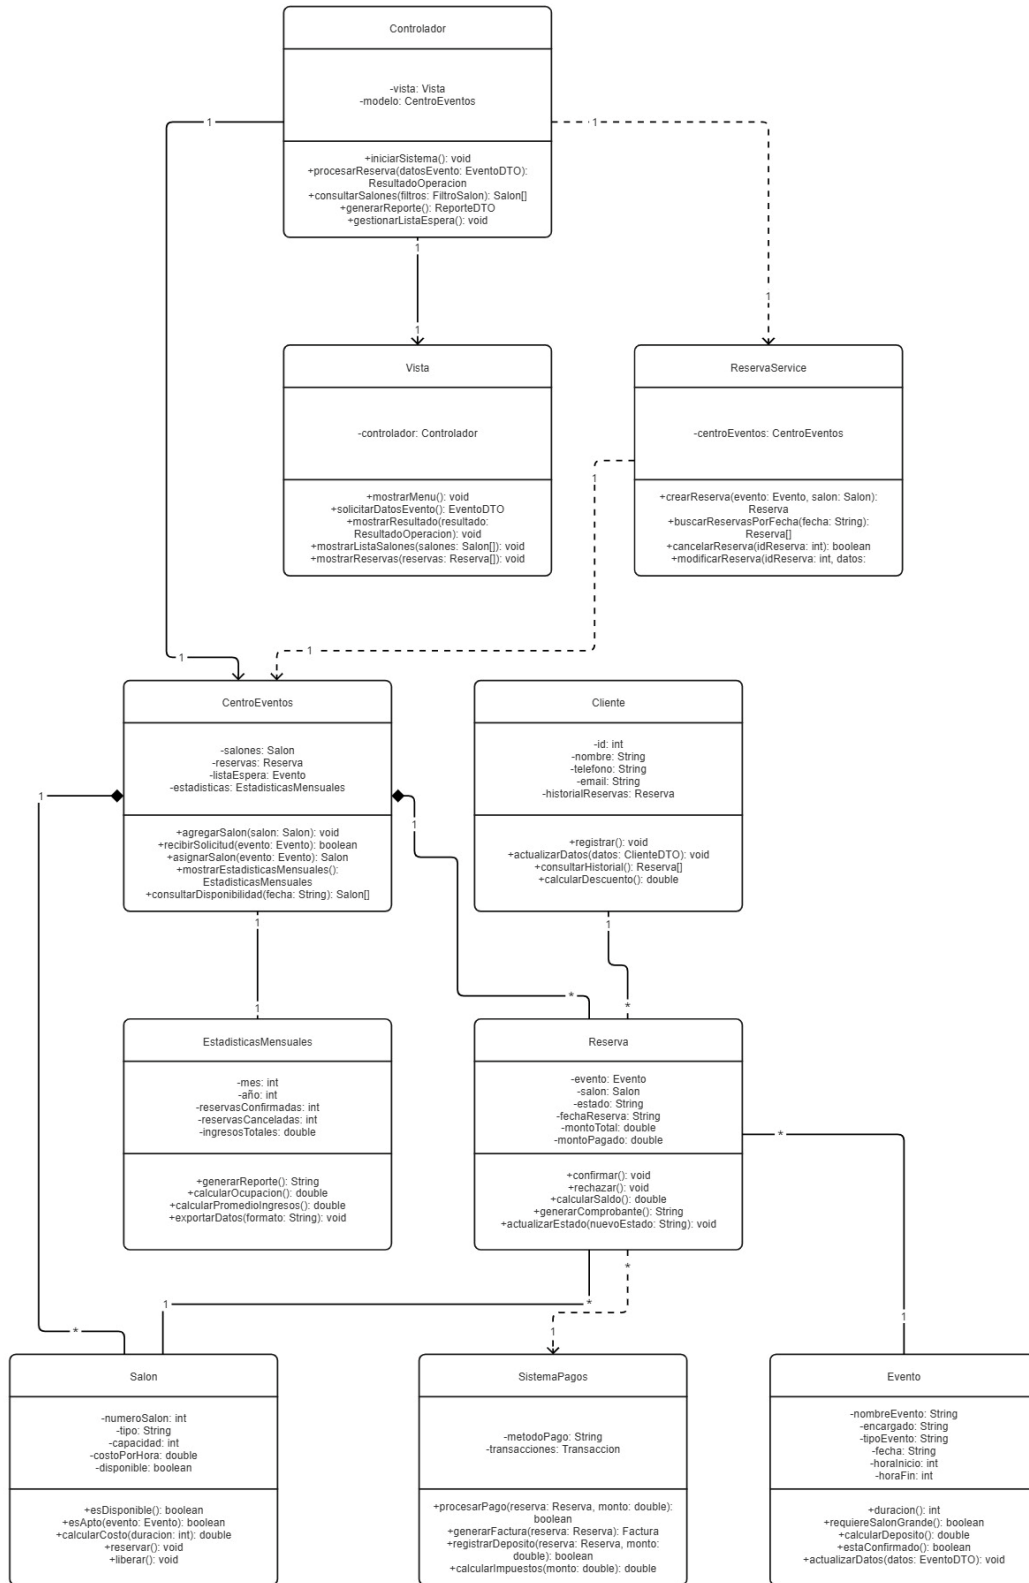 Controlador
-vista: Vista
-modelo: CentroEventos
+iniciarSistema(): void
+procesarReserva(datosEvento: EventoDTO):
ResultadoOperacion
+consultarSalones(filtros: FiltroSalon): Salon[]
+generarReporte(): ReporteDTO
+gestionarListaEspera(): void
1
1
1
1
1
1
Vista
-controlador: Controlador
+mostrarMenu(): void
+solicitarDatosEvento(): EventoDTO
+mostrarResultado(resultado:
ResultadoOperacion): void
+mostrarListaSalones(salones: Salon[]): void
+mostrarReservas(reservas: Reserva[]): void
ReservaService
-centroEventos: CentroEventos
+crearReserva(evento: Evento, salon: Salon):
Reserva
+buscarReservasPorFecha(fecha: String):
Reserva[]
+cancelarReserva(idReserva: int): boolean
+modificarReserva(idReserva: int, datos:
1
1
CentroEventos
-salones: Salon
-reservas: Reserva
-listaEspera: Evento
-estadisticas: EstadisticasMensuales
+agregarSalon(salon: Salon): void
+recibirSolicitud(evento: Evento): boolean
+asignarSalon(evento: Evento): Salon
+mostrarEstadisticasMensuales():
EstadisticasMensuales
+consultarDisponibilidad(fecha: String): Salon[]
Cliente
-id: int
-nombre: String
-telefono: String
-email: String
-historialReservas: Reserva
+registrar(): void
+actualizarDatos(datos: ClienteDTO): void
+consultarHistorial(): Reserva[]
+calcularDescuento(): double
1
1
1
1
1
*
*
EstadisticasMensuales
-mes: int
-año: int
-reservasConfirmadas: int
-reservasCanceladas: int
-ingresosTotales: double
+generarReporte(): String
+calcularOcupacion(): double
+calcularPromedioIngresos(): double
+exportarDatos(formato: String): void
Reserva
-evento: Evento
-salon: Salon
-estado: String
-fechaReserva: String
-montoTotal: double
-montoPagado: double
+confirmar(): void
+rechazar(): void
+calcularSaldo(): double
+generarComprobante(): String
+actualizarEstado(nuevoEstado: String): void
*
*
1
*
1
*
1
1
Salon
-numeroSalon: int
-tipo: String
-capacidad: int
-costoPorHora: double
-disponible: boolean
+esDisponible(): boolean
+esApto(evento: Evento): boolean
+calcularCosto(duracion: int): double
+reservar(): void
+liberar(): void
*
SistemaPagos
-metodoPago: String
-transacciones: Transaccion
+procesarPago(reserva: Reserva, monto: double):
boolean
+generarFactura(reserva: Reserva): Factura
+registrarDeposito(reserva: Reserva, monto:
double): boolean
+calcularImpuestos(monto: double): double
Evento
-nombreEvento: String
-encargado: String
-tipoEvento: String
-fecha: String
-horaInicio: int
-horaFin: int
+duracion(): int
+requiereSalonGrande(): boolean
+calcularDeposito(): double
+estaConfirmado(): boolean
+actualizarDatos(datos: EventoDTO): void